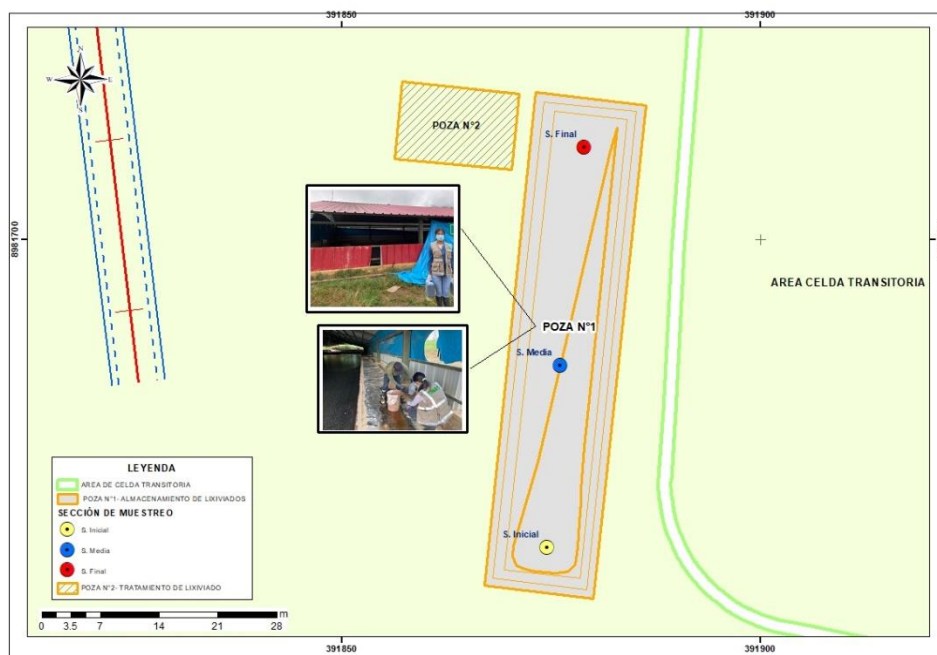 391850
391900
N
W
E
S
POZA N°2
S. Final
8981700
AREA CELDA TRANSITORIA
POZA N°1
S. Media
S. Inicial
LEYENDA
AREA DE CELDA TRANSITORIA
POZA N°1- ALMACENAMIENTO DE LIXIVIADOS
SECCIÓN DE MUESTREO
S. Inicial
S. Media
S. Final
POZA N°2- TRATAMIENTO DE LIXIVIADO
m
0 3.5 7 14 21 28
391850
391900